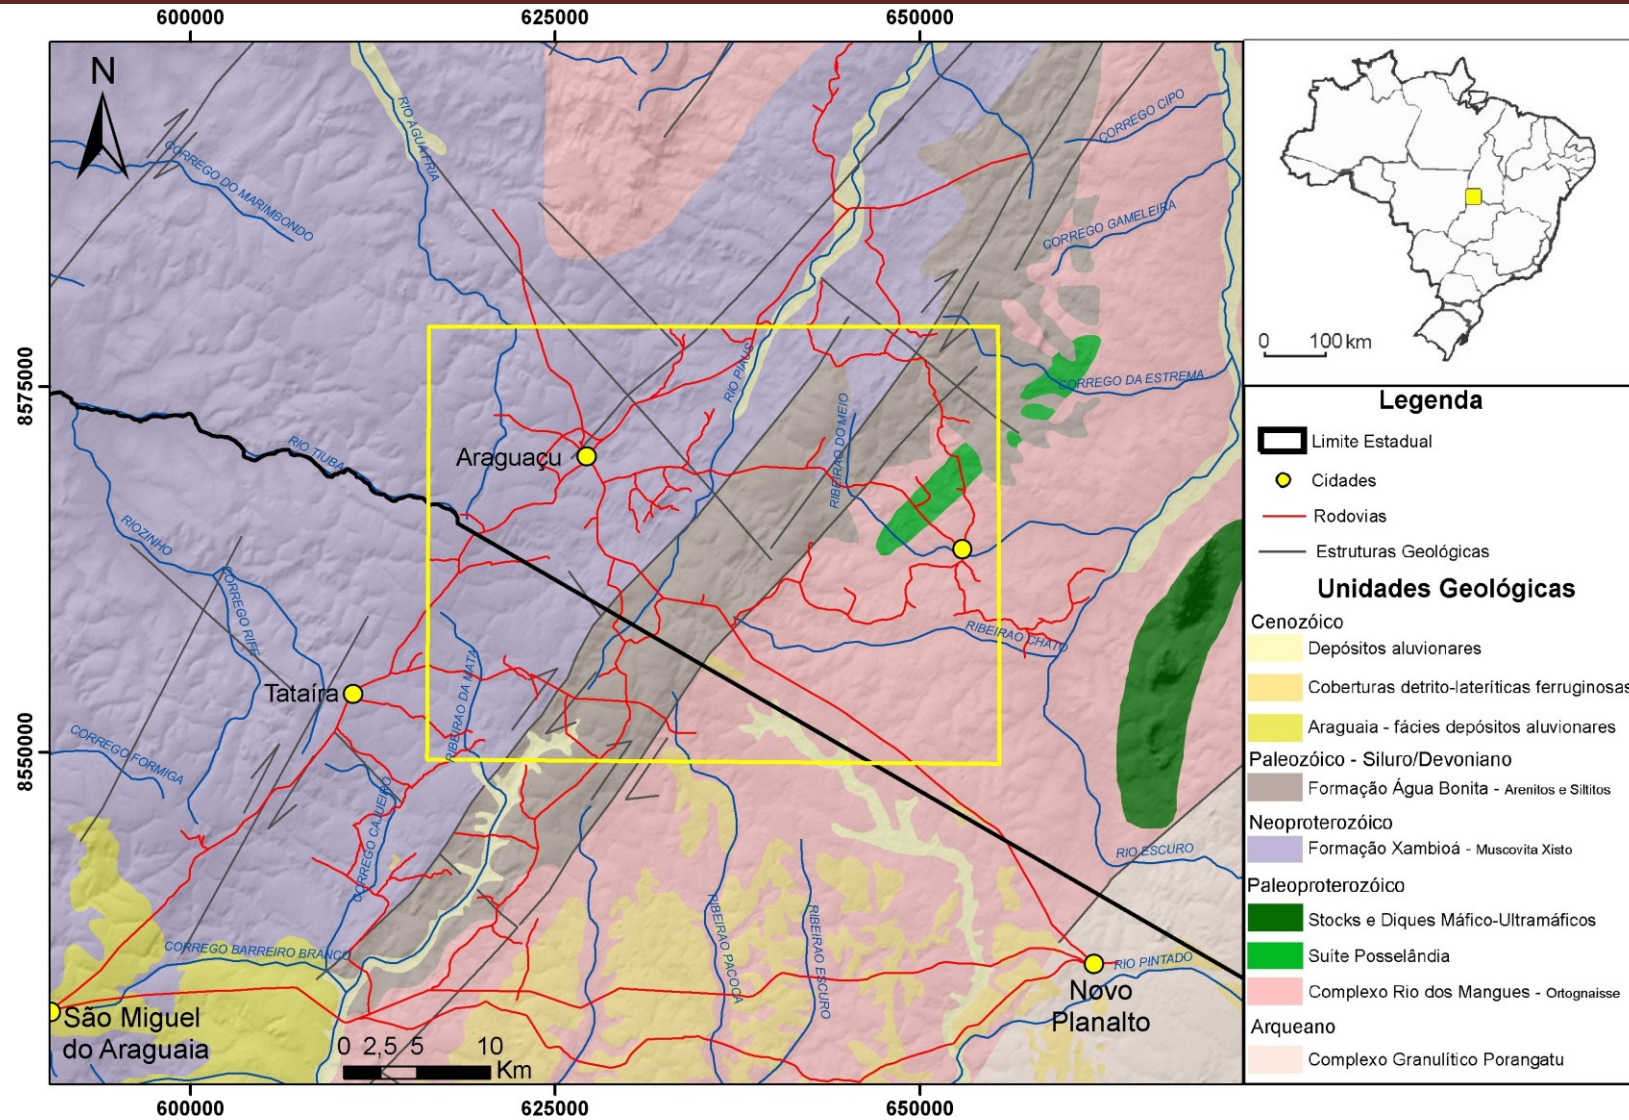 600000
625000
650000
N
RIO AGUA FRIA
CORREGO DO MARIMBONDO
CORREGO CIPO
CORREGO GAMELEIRA
0 100 km
8575000
RIO PIAUS
CORREGO DA ESTREMA
RIBEIRAO DO MEIO
Araguaçu
RIO TIUBA
RIOZINHO
CORREGO RIFE
RIBEIRAO CHATO
Tataíra
RIBEIRAO DA MATA
8550000
CORREGO FORMIGA
CORREGO CAJUEIRO
RIO ESCURO
CORREGO BARREIRO BRANCO
RIBEIRAO PACOCA
RIBEIRAO ESCURO
RIO PINTADO
Novo
Planalto
São Miguel
do Araguaia
0 2,5 5 10
Km
600000
625000
650000
Legenda
Limite Estadual
Cidades
Rodovias
Estruturas Geológicas
Unidades Geológicas
Cenozóico
Depósitos aluvionares
Coberturas detrito-lateríticas ferruginosas
Araguaia - fácies depósitos aluvionares
Paleozóico - Siluro/Devoniano
Formação Água Bonita - Arenitos e Siltitos
Neoproterozóico
Formação Xambioá - Muscovita Xisto
Paleoproterozóico
Stocks e Diques Máfico-Ultramáficos
Suíte Posselândia
Complexo Rio dos Mangues - Ortognaisse
Arqueano
Complexo Granulítico Porangatu